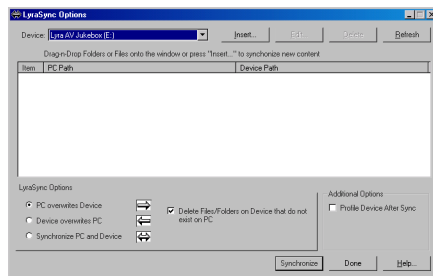 LyraSync Options
Device: Lyra AV Jukebox (E:) Insert... Edit Delete Refresh
Drag-n-Drop Folders or Files onto the window or press "Insert..." to synchonize new content
Item PC Path Device Path
LyraSync Options
PC overwrites Device
Device overwrites PC
Synchronize PC and Device
Delete Files/Folders on Device that do not
exist on PC
Additional Options
Profile Device After Sync
Synchronize Done Help...